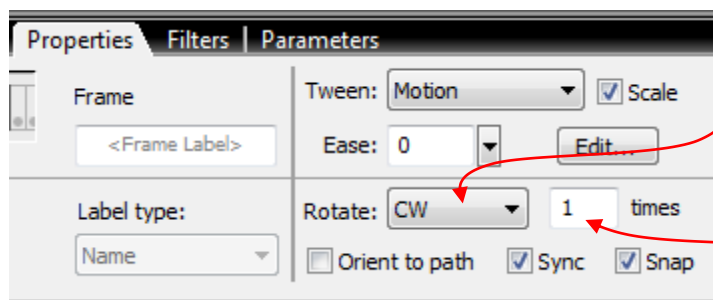 Properties Filters | Parameters
Frame
<Frame Label>
Label type:
Name
Tween: Motion Scale
Ease: 0 Edit...
Rotate: CW 1 times
Orient to path Sync Snap